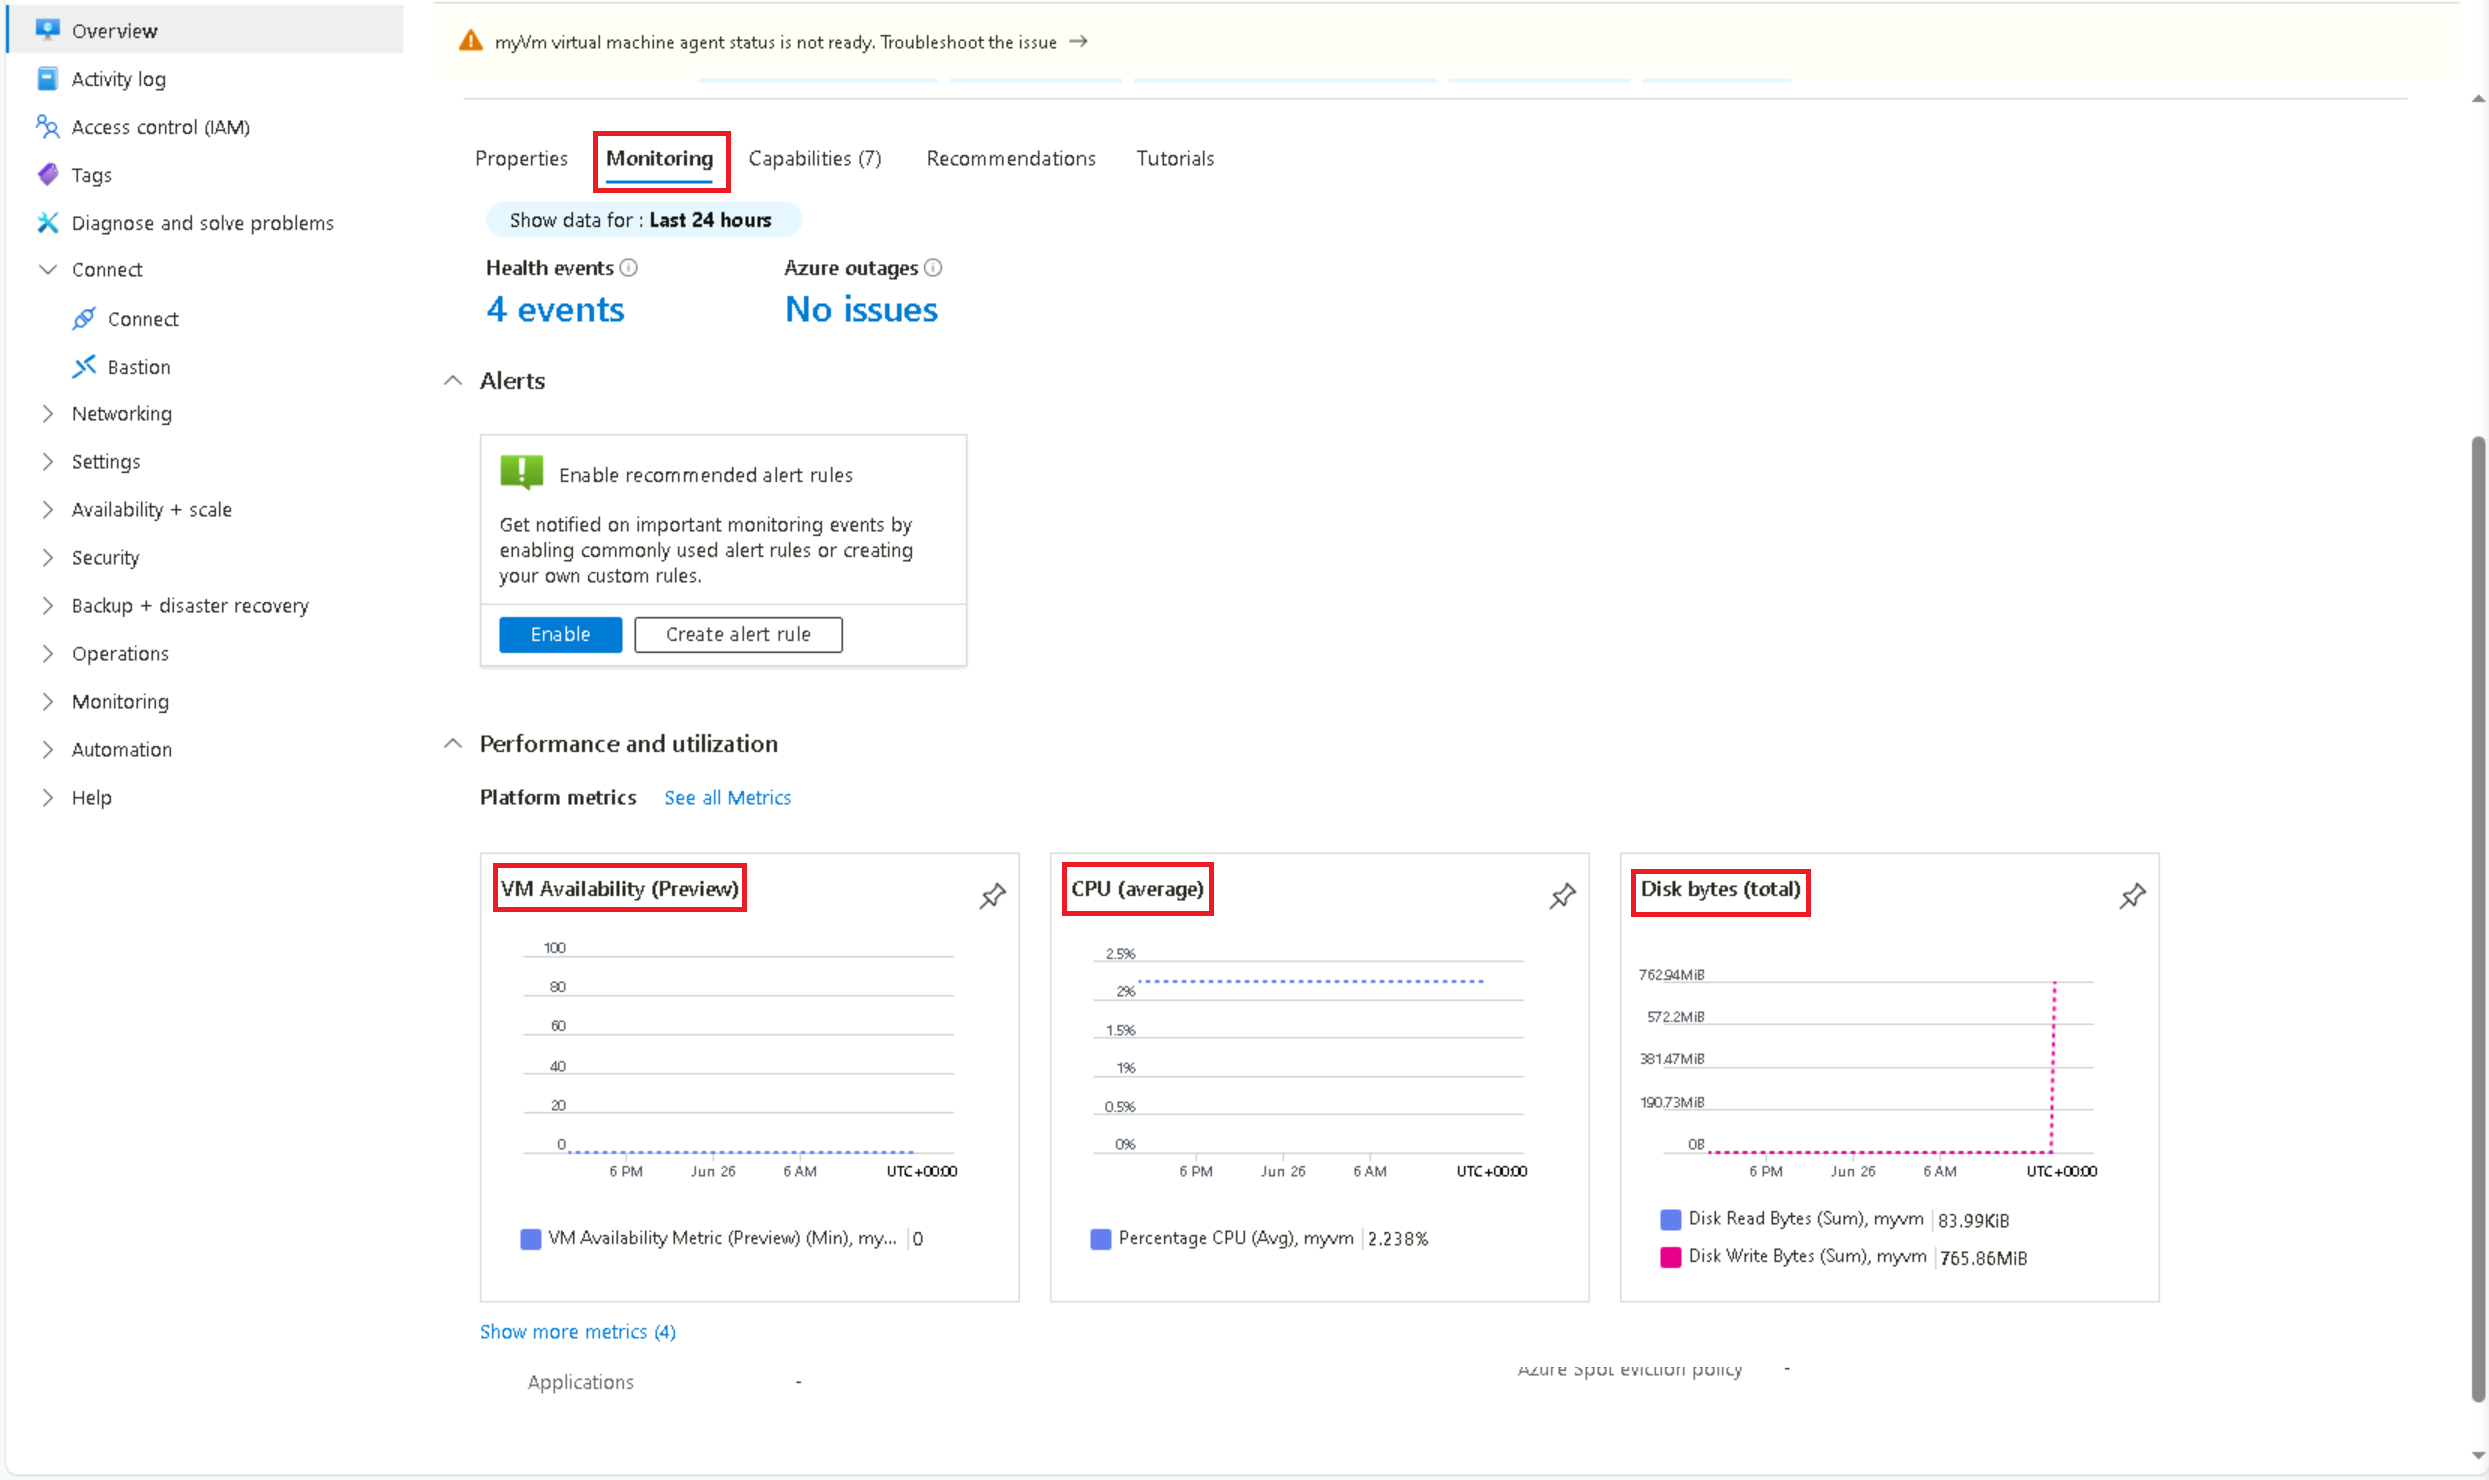 Overview
Activity log
Access control (IAM)
Tags
Diagnose and solve problems
Connect
Connect
Bastion
Networking
Settings
Availability + scale
Security
Backup + disaster recovery
Operations
Monitoring
Automation
Help
myVm virtual machine agent status is not ready. Troubleshoot the issue →
Properties Monitoring Capabilities (7) Recommendations Tutorials
Show data for : Last 24 hours
Health events Azure outages
4 events No issues
Alerts
Enable recommended alert rules
Get notified on important monitoring events by
enabling commonly used alert rules or creating
your own custom rules.
Enable Create alert rule
Performance and utilization
Platform metrics See all Metrics
VM Availability (Preview)
100
80
60
40
20
0
6 PM Jun 26 6 AM UTC+00:00
VM Availability Metric (Preview) (Min), my... 0
CPU (average)
2.5%
2%
1.5%
1%
0.5%
0%
6 PM Jun 26 6 AM UTC+00:00
Percentage CPU (Avg), myvm 2.238%
Disk bytes (total)
762.94MiB
572.2MiB
381.47MiB
190.73MiB
0B
6 PM Jun 26 6 AM UTC+00:00
Disk Read Bytes (Sum), myvm 83.99KiB
Disk Write Bytes (Sum), myvm 765.86MiB
Show more metrics (4)
Applications -
Azure Spot eviction policy -